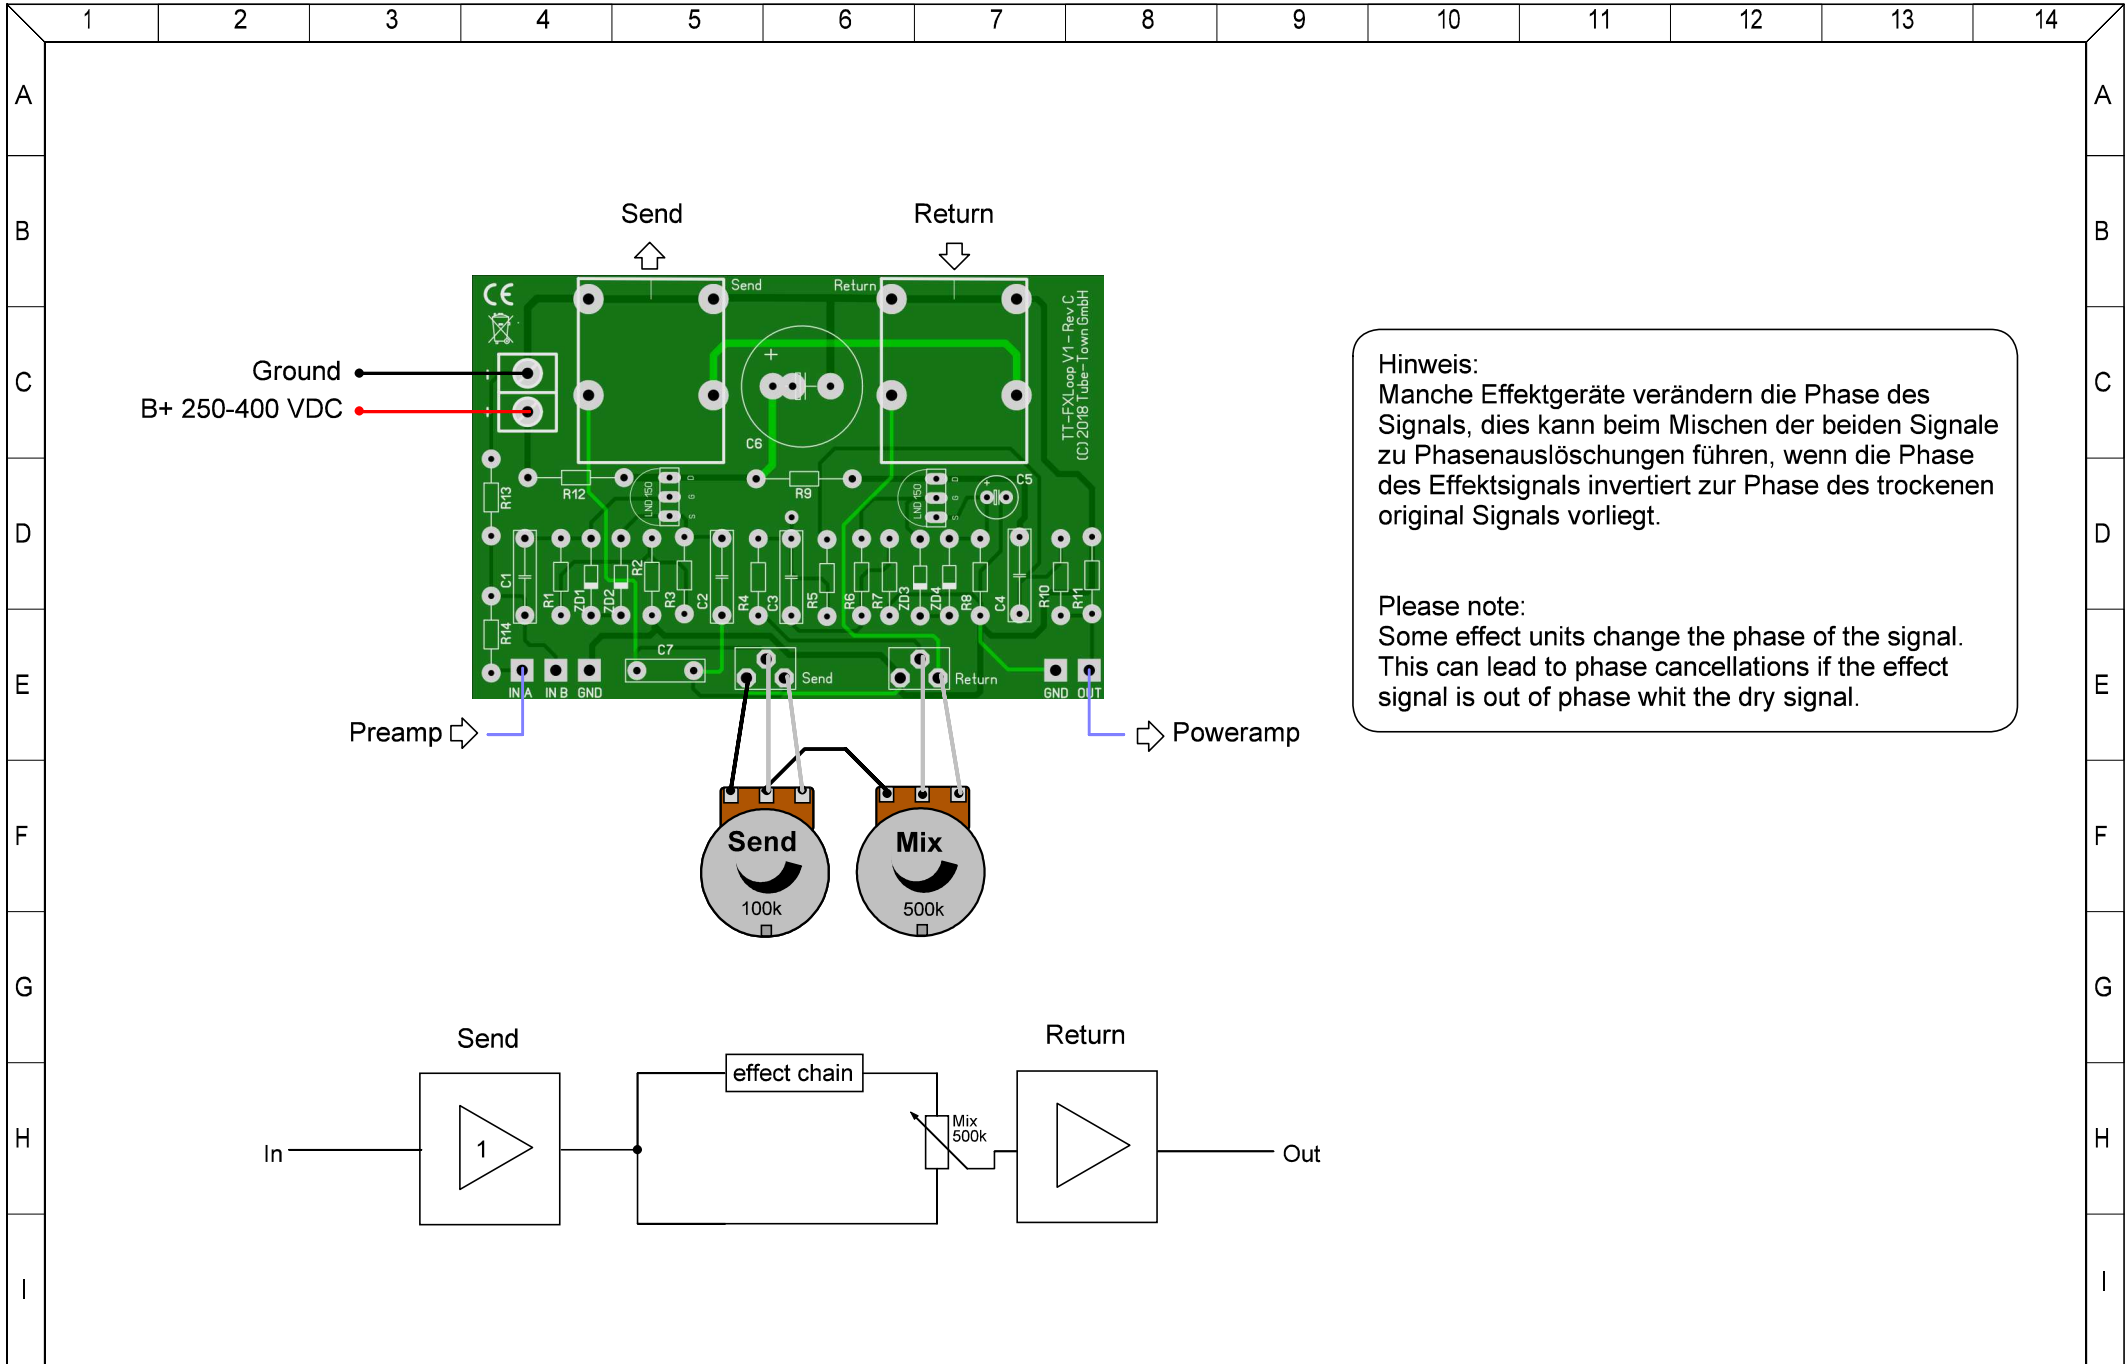 1 2 3 4 5 6 7 8 9 10 11 12 13 14
A A
B B
C C
D D
E E
F F
G G
H H
I I
Send Return
Send Return
CE
TT-FXLoop V1 - Rev C
(C) 2018 Tube-Town GmbH
Ground
B+ 250-400 VDC
+
C6
R13 R12 LND150 D G S R9 LND150 D G S + C5
C1 R1 ZD1 ZD2 R2 R3 C2 R4 C3 R5 R6 R7 ZD3 ZD4 R8 C4 R10 R11
R14 C7
Send Return
IN A IN B GND GND OUT
Preamp Poweramp
Send Mix
100k 500k
Hinweis:
Manche Effektgeräte verändern die Phase des
Signals, dies kann beim Mischen der beiden Signale
zu Phasenauslöschungen führen, wenn die Phase
des Effektsignals invertiert zur Phase des trockenen
original Signals vorliegt.
Please note:
Some effect units change the phase of the signal.
This can lead to phase cancellations if the effect
signal is out of phase whit the dry signal.
Send Return
effect chain
Mix
500k
In 1 Out